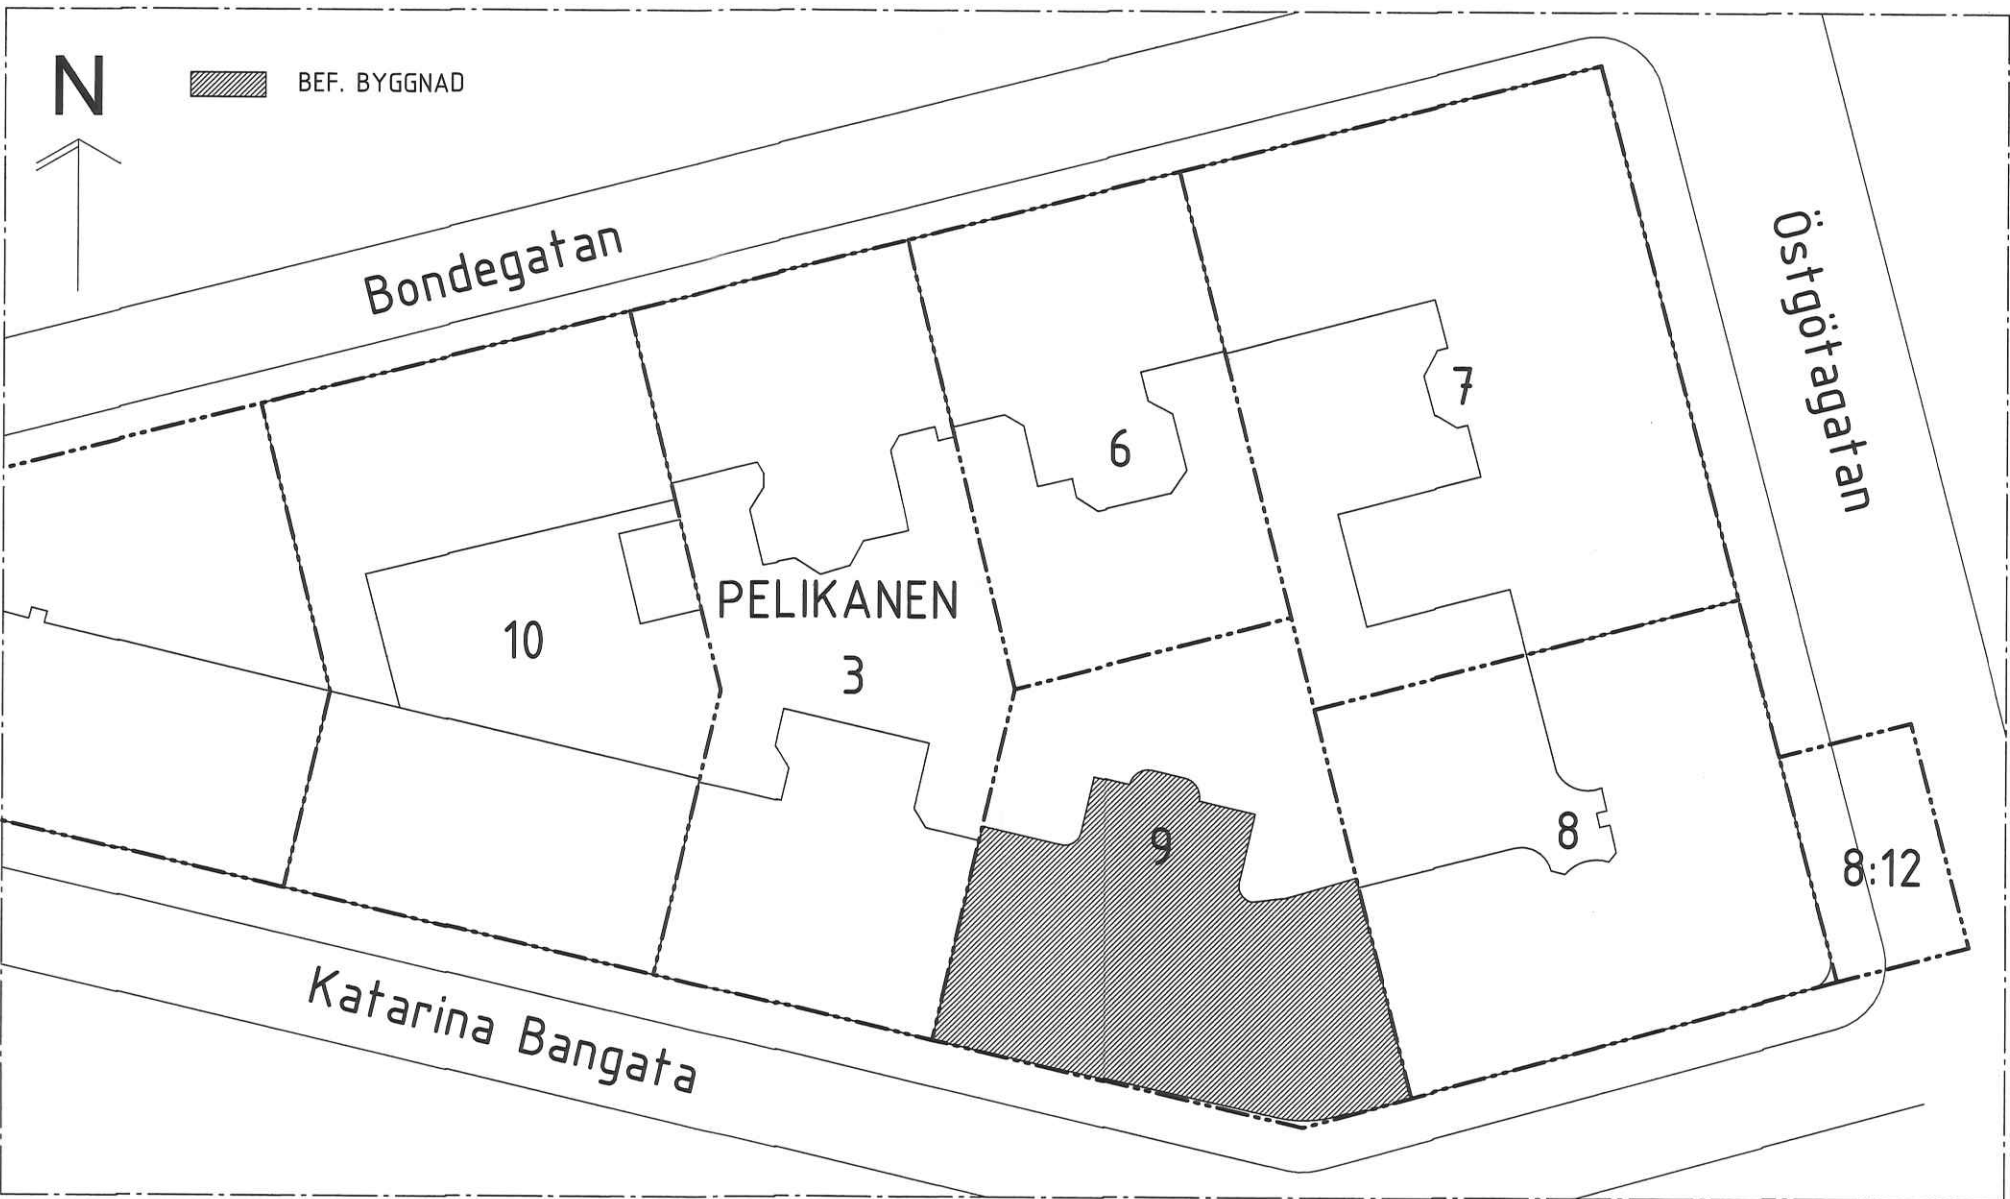 N
BEF. BYGGNAD
Bondegatan
Östgötagatan
7
6
PELIKANEN
10
3
9
8
8:12
Katarina Bangata